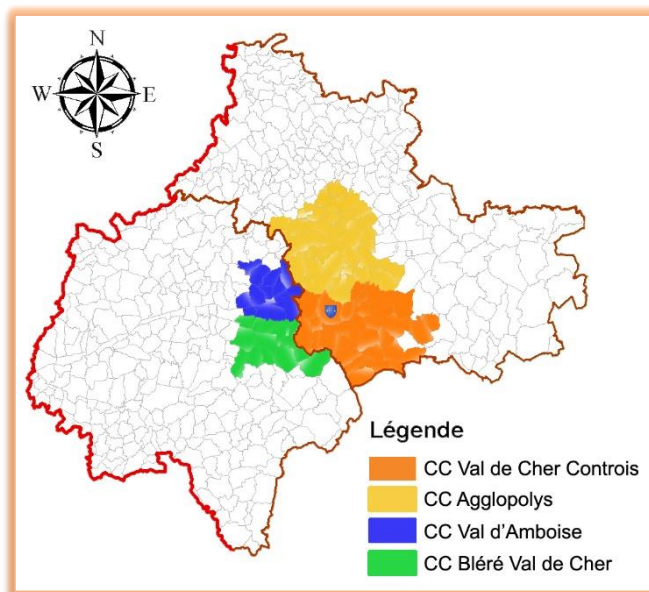 N
W E
S
Légende
CC Val de Cher Controis
CC Agglopolys
CC Val d'Amboise
CC Bléré Val de Cher